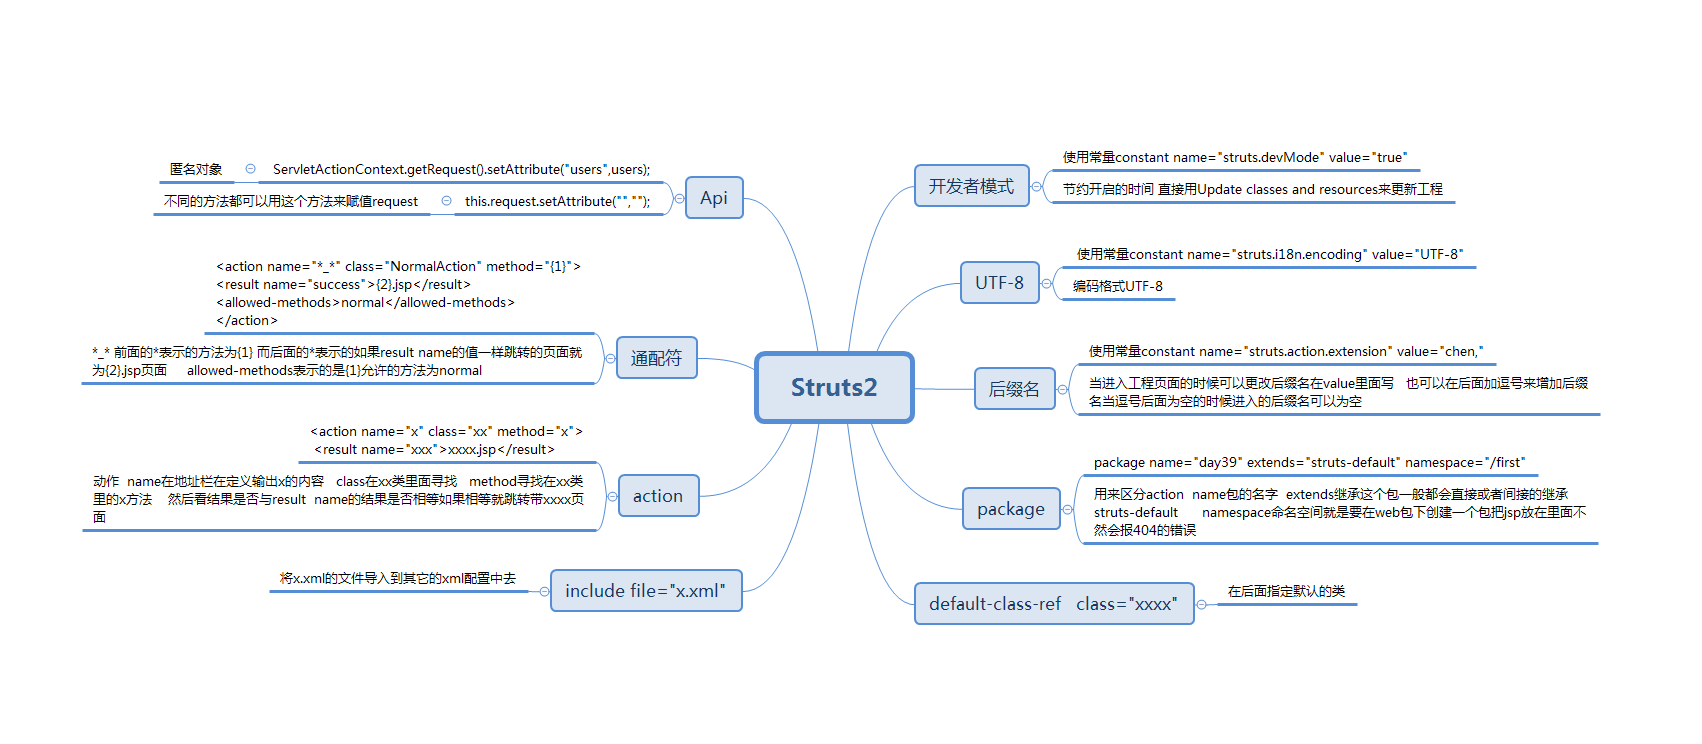 Struts2
开发者模式
使用常量constant name="struts.devMode" value="true"
节约开启的时间 直接用Update classes and resources来更新工程
UTF-8
使用常量constant name="struts.i18n.encoding" value="UTF-8"
编码格式UTF-8
后缀名
使用常量constant name="struts.action.extension" value="chen,"
当进入工程页面的时候可以更改后缀名在value里面写 也可以在后面加逗号来增加后缀
名当逗号后面为空的时候进入的后缀名可以为空
package
package name="day39" extends="struts-default" namespace="/first"
用来区分action name包的名字 extends继承这个包一般都会直接或者间接的继承
struts-default namespace命名空间就是要在web包下创建一个包把jsp放在里面不
然会报404的错误
default-class-ref class="xxxx"
在后面指定默认的类
Api
ServletActionContext.getRequest().setAttribute("users",users);
匿名对象
this.request.setAttribute("","");
不同的方法都可以用这个方法来赋值request
通配符
<action name="*_*" class="NormalAction" method="{1}">
<result name="success">{2}.jsp</result>
<allowed-methods>normal</allowed-methods>
</action>
*_* 前面的*表示的方法为{1} 而后面的*表示的如果result name的值一样跳转的页面就
为{2}.jsp页面 allowed-methods表示的是{1}允许的方法为normal
action
<action name="x" class="xx" method="x">
<result name="xxx">xxxx.jsp</result>
动作 name在地址栏在定义输出x的内容 class在xx类里面寻找 method寻找在xx类
里的x方法 然后看结果是否与result name的结果是否相等如果相等就跳转带xxxx页
面
include file="x.xml"
将x.xml的文件导入到其它的xml配置中去